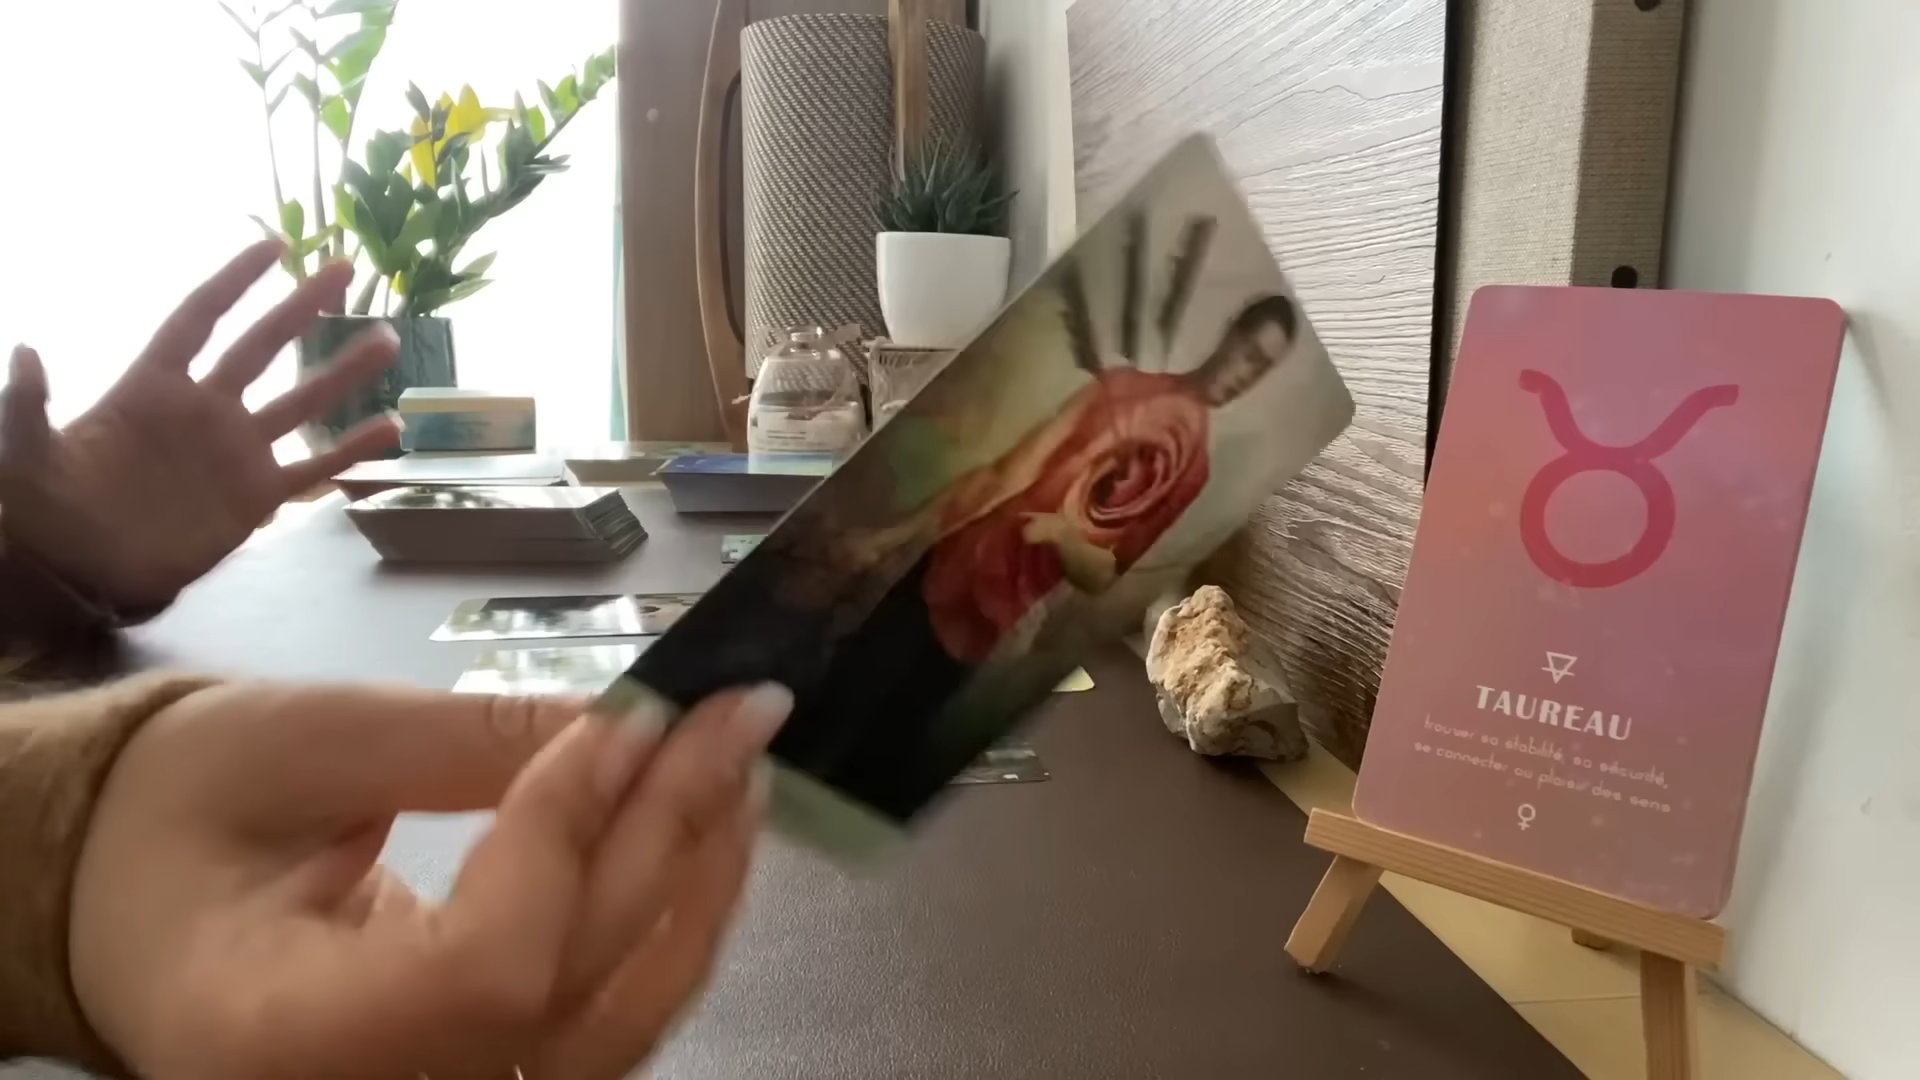 TAUREAU
trouver sa stabilité, sa sécurité,
se connecter au plaisir des sens